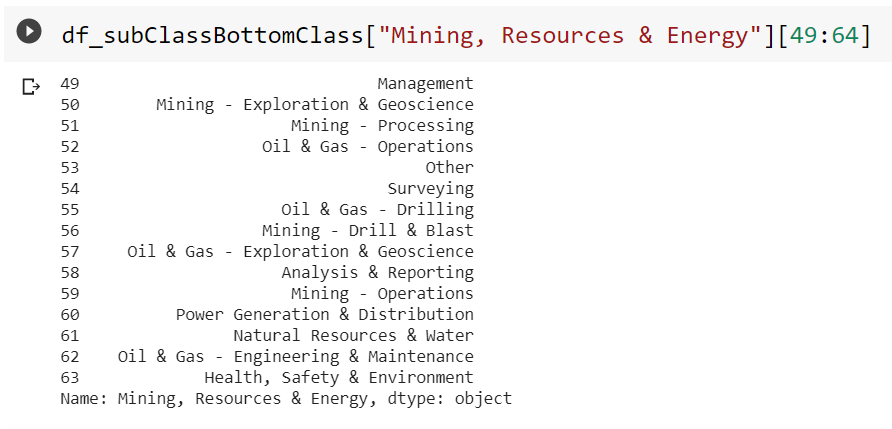 df_subClassBottomClass["Mining, Resources & Energy"][49:64]
49 Management
50 Mining - Exploration & Geoscience
51 Mining - Processing
52 Oil & Gas - Operations
53 Other
54 Surveying
55 Oil & Gas - Drilling
56 Mining - Drill & Blast
57 Oil & Gas - Exploration & Geoscience
58 Analysis & Reporting
59 Mining - Operations
60 Power Generation & Distribution
61 Natural Resources & Water
62 Oil & Gas - Engineering & Maintenance
63 Health, Safety & Environment
Name: Mining, Resources & Energy, dtype: object